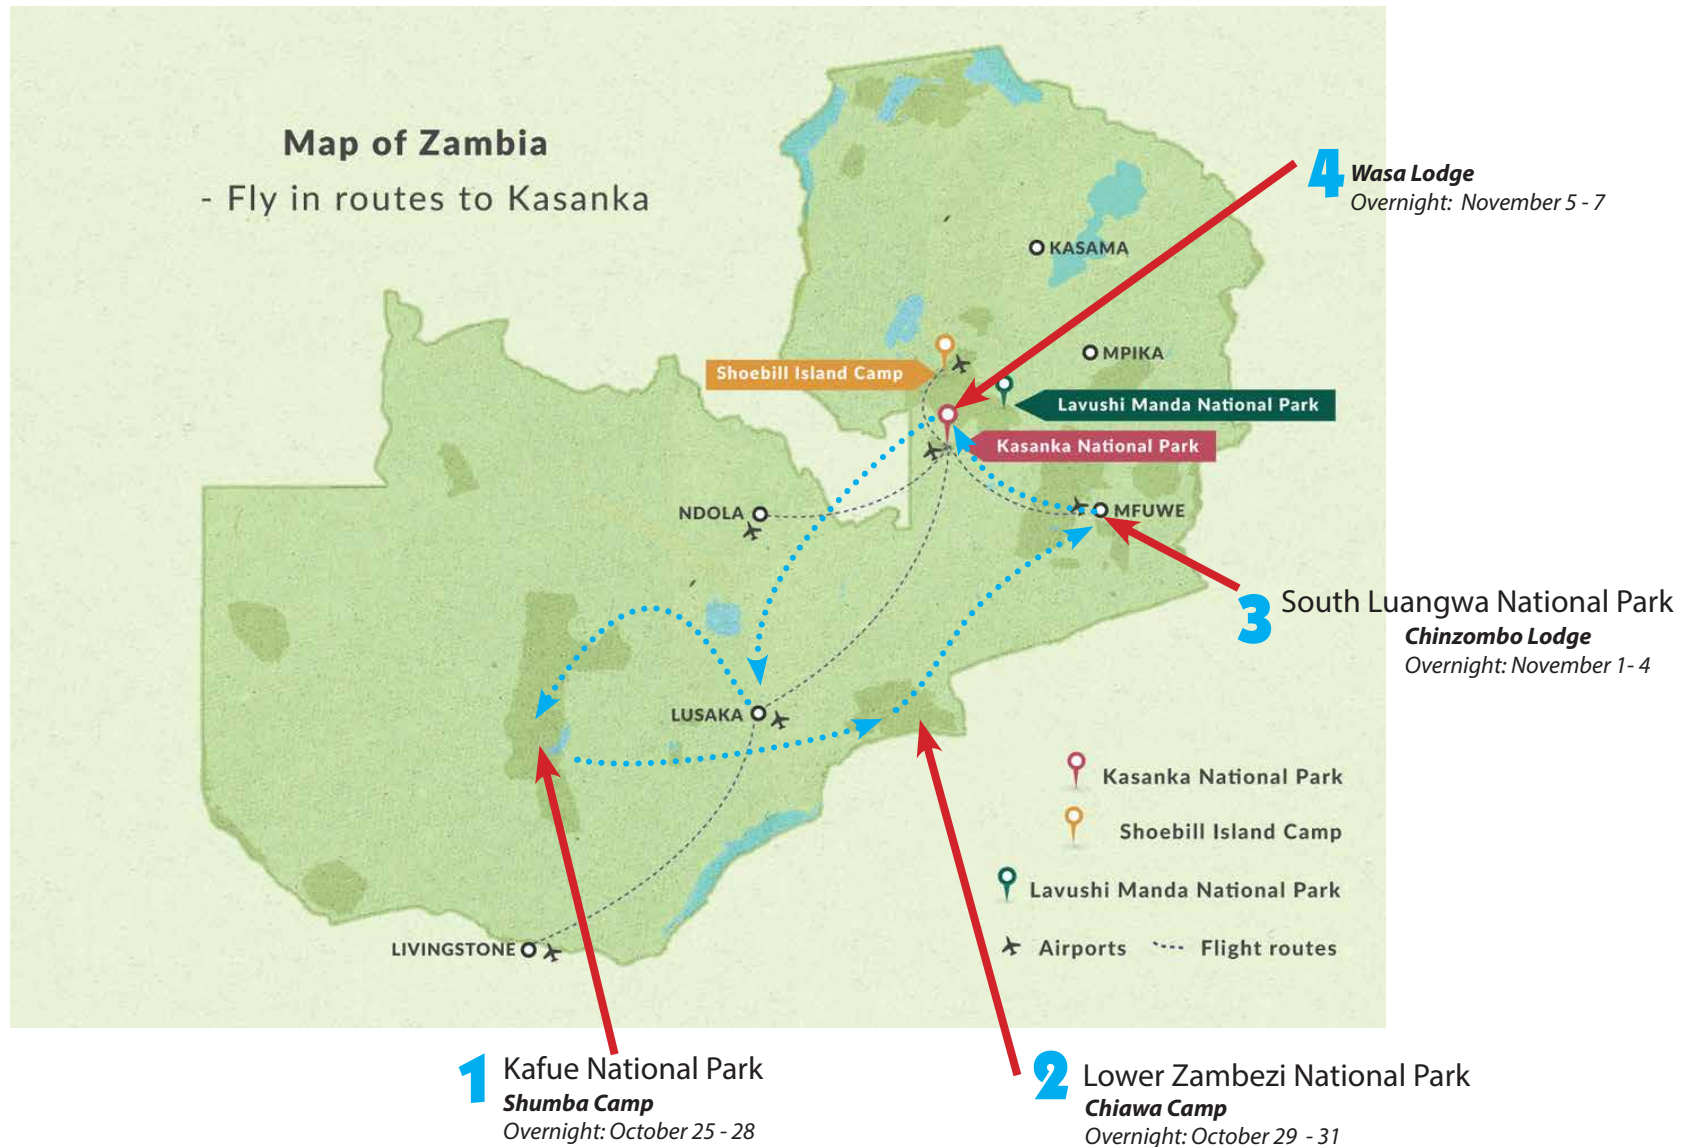 Map of Zambia
- Fly in routes to Kasanka
4 Wasa Lodge
Overnight: November 5 - 7
KASAMA
MPIKA
Shoebill Island Camp
Lavushi Manda National Park
Kasanka National Park
NDOLA
MFUWE
3 South Luangwa National Park
Chinzombo Lodge
Overnight: November 1- 4
LUSAKA
Kasanka National Park
Shoebill Island Camp
Lavushi Manda National Park
LIVINGSTONE
Airports
Flight routes
1 Kafue National Park
Shumba Camp
Overnight: October 25 - 28
2 Lower Zambezi National Park
Chiawa Camp
Overnight: October 29 - 31